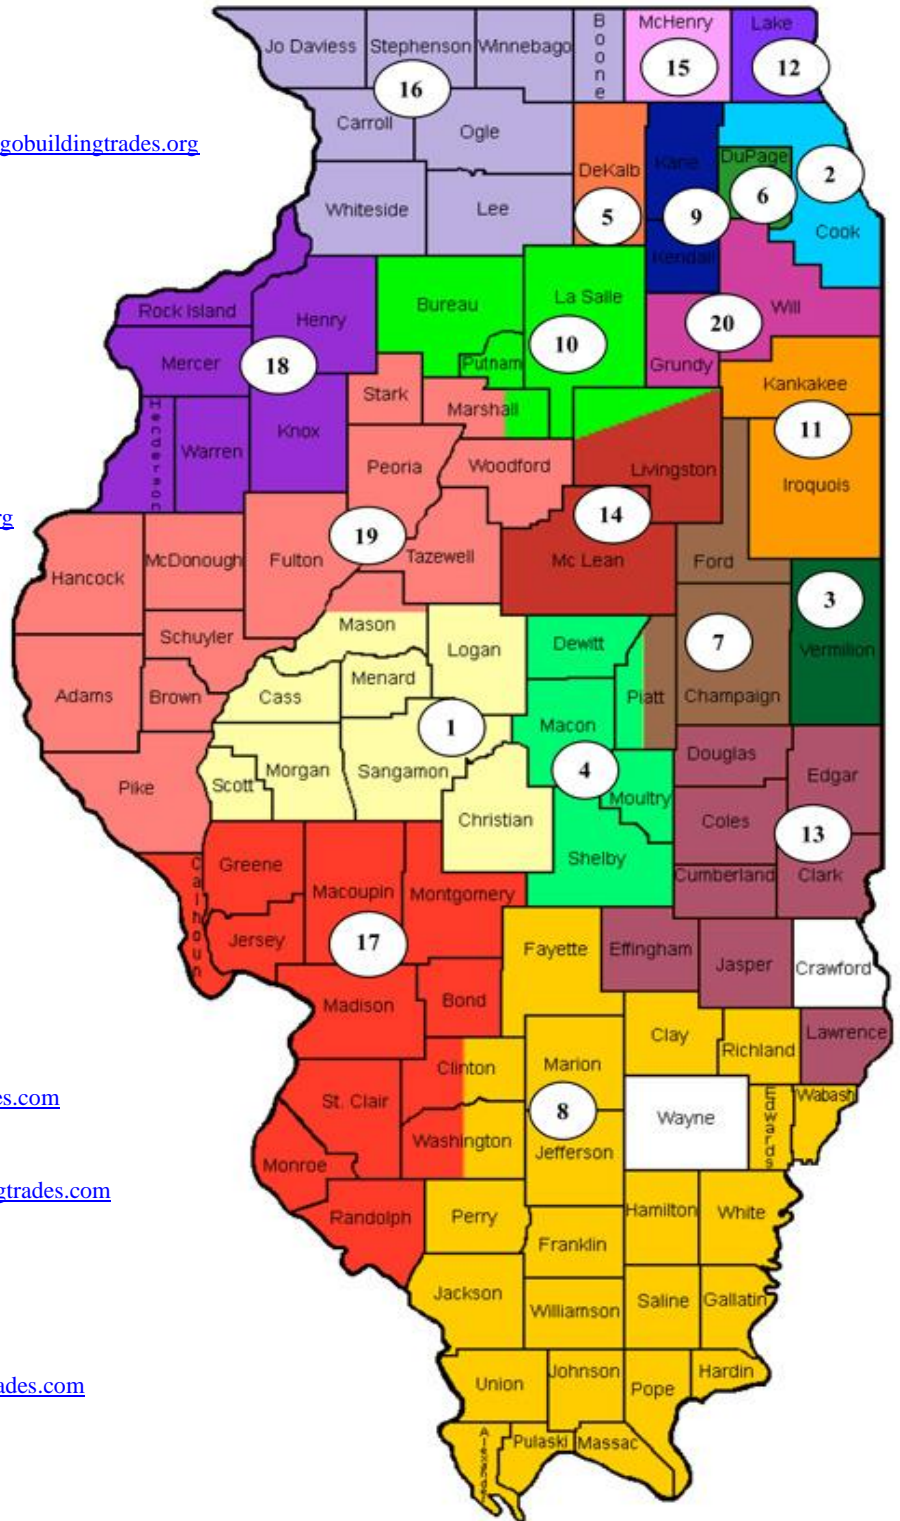 Jo Daviess Stephenson Winnebago Boone McHenry Lake
16 15 12
gobuildingtrades.org
Carroll Ogle
DeKalb Kane DuPage 2
Whiteside Lee 5 9 6
Cook
Kendall
Rock Island Henry Bureau La Salle Will
20
Mercer 18 Putnam 10 Grundy
Stark Kankakee
Henderson Warren Knox Marshall 11
Peoria Woodford Livingston Iroquois
rg
19 14
Hancock McDonough Fulton Tazewell Mc Lean Ford
3
Schuyler Mason Logan Dewitt 7 Vermilion
Adams Brown Cass Menard Piatt Champaign
1 Macon
Pike Scott Morgan Sangamon 4 Douglas Edgar
Christian Moultry Coles 13
Calhoun Greene Macoupin Montgomery Shelby Cumberland Clark
Jersey 17 Fayette Effingham Jasper Crawford
Madison Bond Clay Richland Lawrence
es.com
St. Clair Clinton Marion Edwards Wabash
8 Wayne
Monroe Washington Jefferson
gtrades.com
Randolph Perry Franklin Hamilton White
Jackson Williamson Saline Gallatin
ades.com
Union Johnson Pope Hardin
Alexander Pulaski Massac